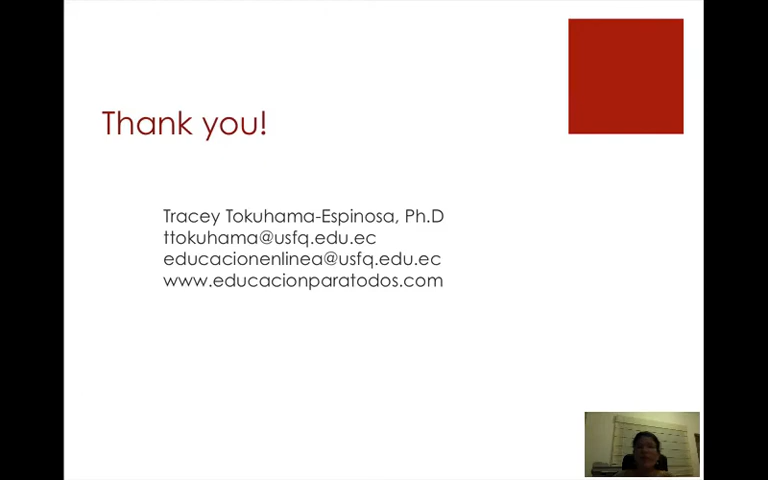 Thank you!
Tracey Tokuhama-Espinosa, Ph.D
ttokuhama@usfq.edu.ec
educacionenlinea@usfq.edu.ec
www.educacionparatodos.com